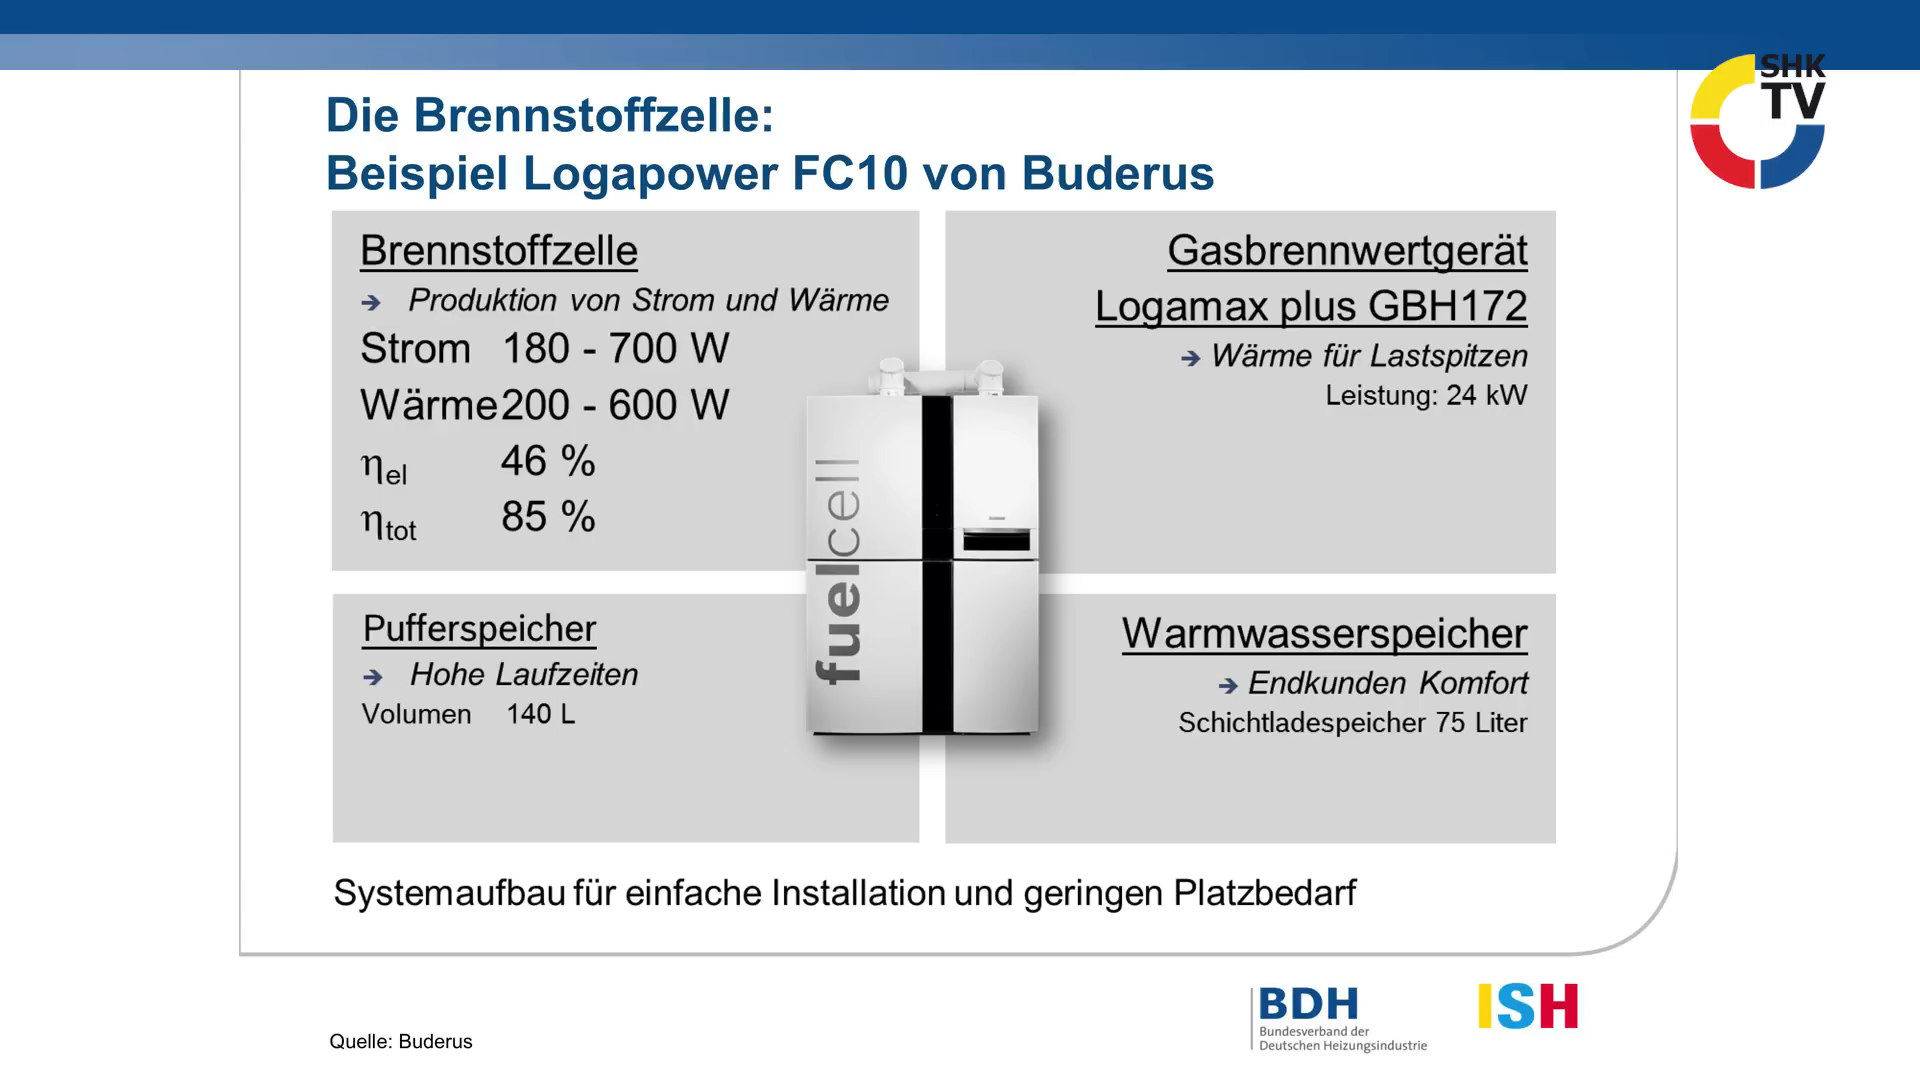 SHK
TV
Die Brennstoffzelle:
Beispiel Logapower FC10 von Buderus
Brennstoffzelle
➔ Produktion von Strom und Wärme
Strom 180 - 700 W
Wärme 200 - 600 W
ηel 46 %
ηtot 85 %
Gasbrennwertgerät
Logamax plus GBH172
➔ Wärme für Lastspitzen
Leistung: 24 kW
fuelcell
Pufferspeicher
➔ Hohe Laufzeiten
Volumen 140 L
Warmwasserspeicher
➔ Endkunden Komfort
Schichtladespeicher 75 Liter
Systemaufbau für einfache Installation und geringen Platzbedarf
BDH
Bundesverband der
Deutschen Heizungsindustrie
ISH
Quelle: Buderus